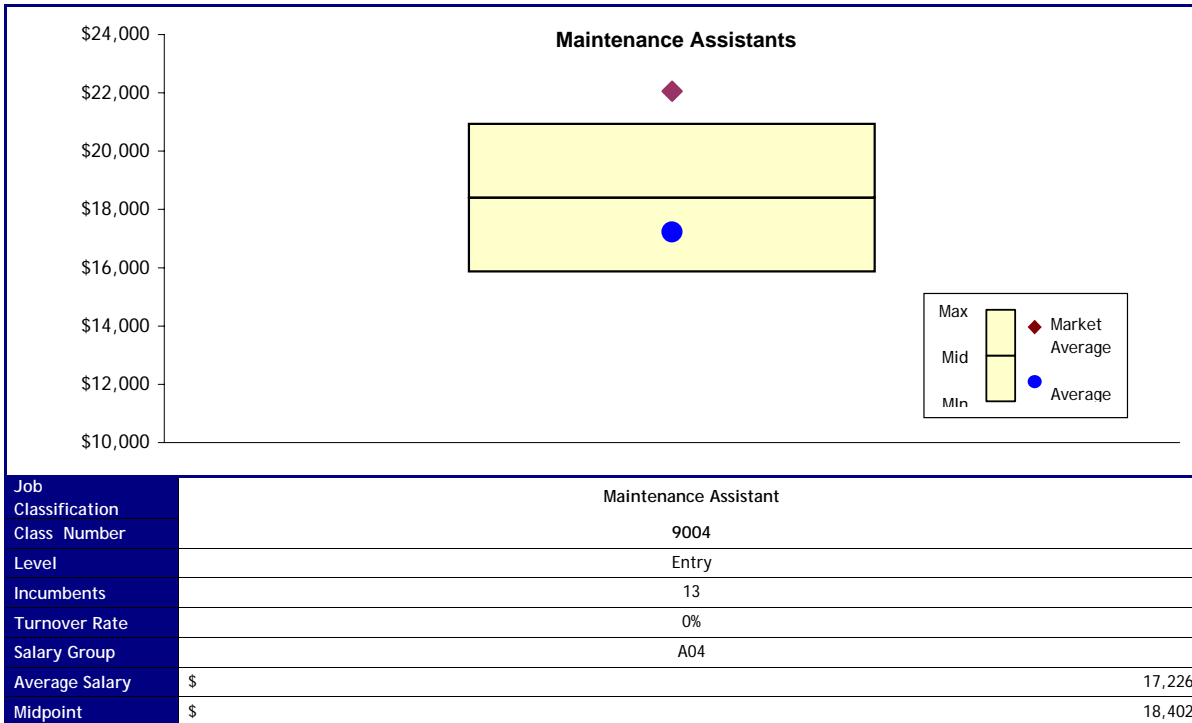 Maintenance Assistants
$24,000
$22,000
$20,000
$18,000
$16,000
$14,000
$12,000
$10,000
Max
Mid
MIn
Market
Average
Average
Job
Classification
Maintenance Assistant
Class Number
9004
Level
Entry
Incumbents
13
Turnover Rate
0%
Salary Group
A04
Average Salary $ 17,226
Midpoint $ 18,402